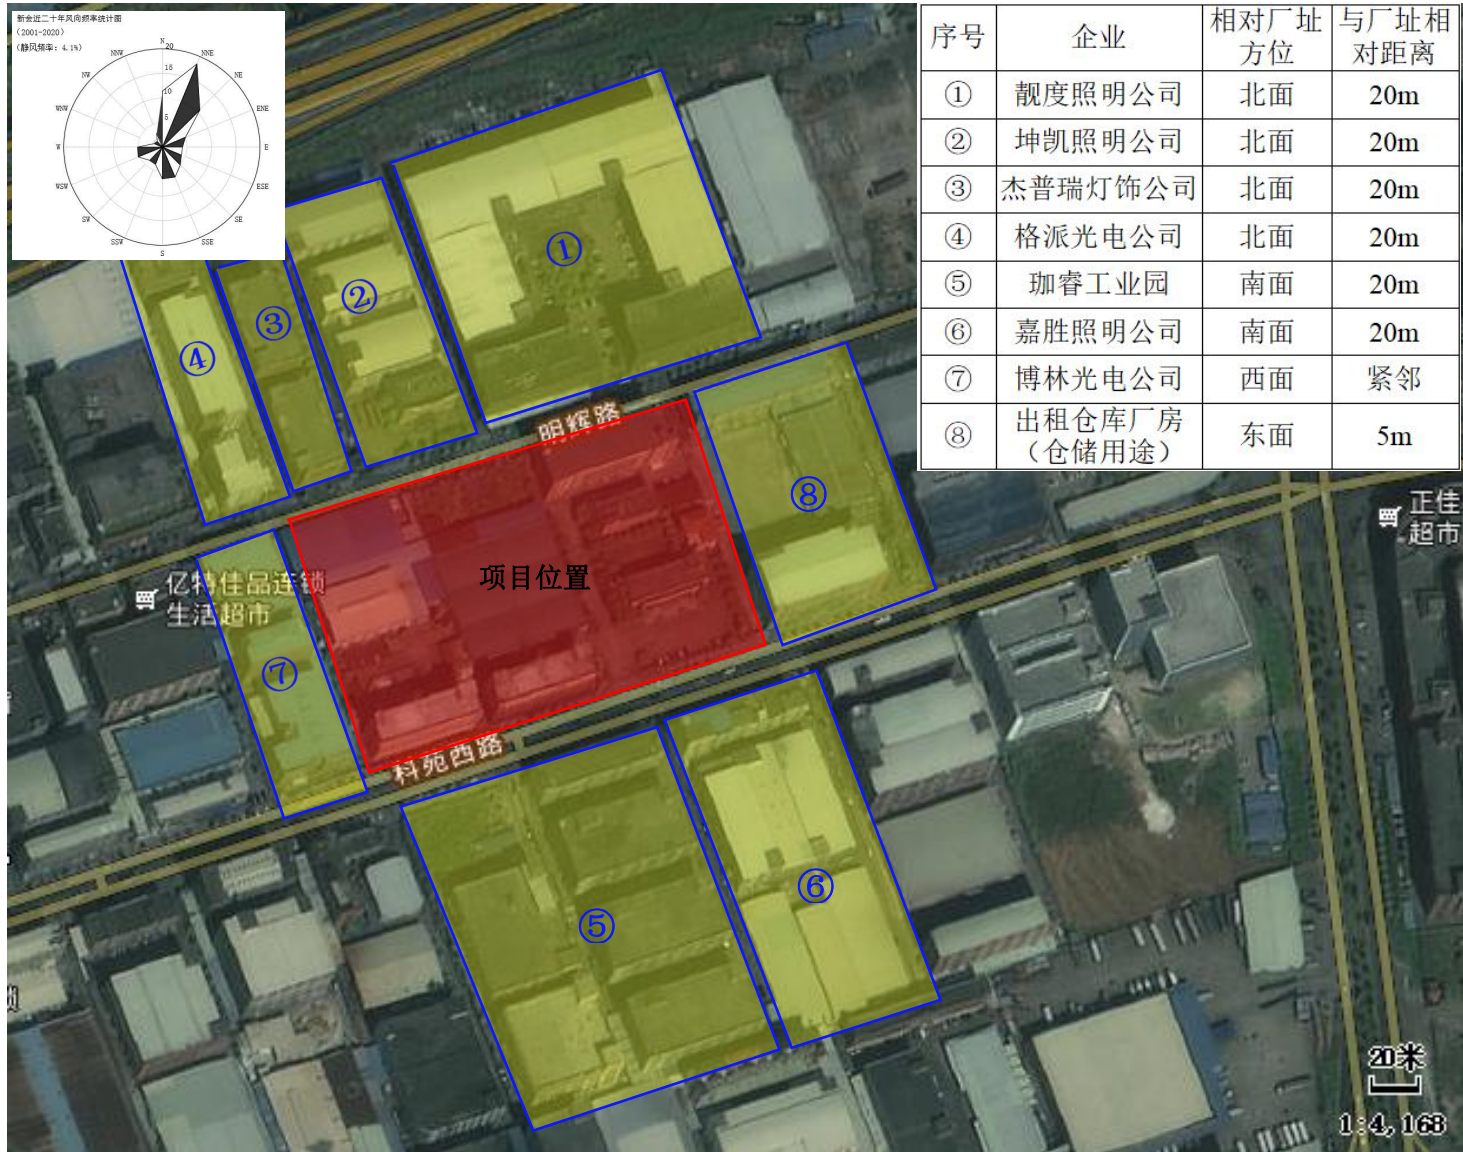 新会近二十年风向频率统计图
(2001-2020)
(静风频率: 4.1%)
N
NNE
NE
ENE
E
ESE
SE
SSE
S
SSW
SW
WSW
W
WNW
NW
NNW
20
15
10
5
序号 企业 相对厂址方位 与厂址相对距离
① 靓度照明公司 北面 20m
② 坤凯照明公司 北面 20m
③ 杰普瑞灯饰公司 北面 20m
④ 格派光电公司 北面 20m
⑤ 珈睿工业园 南面 20m
⑥ 嘉胜照明公司 南面 20m
⑦ 博林光电公司 西面 紧邻
⑧ 出租仓库厂房（仓储用途） 东面 5m
①
②
③
④
明辉路
⑧
项目位置
正佳
超市
亿特佳品连锁
生活超市
⑦
科苑西路
⑥
⑤
20米
1:4,168